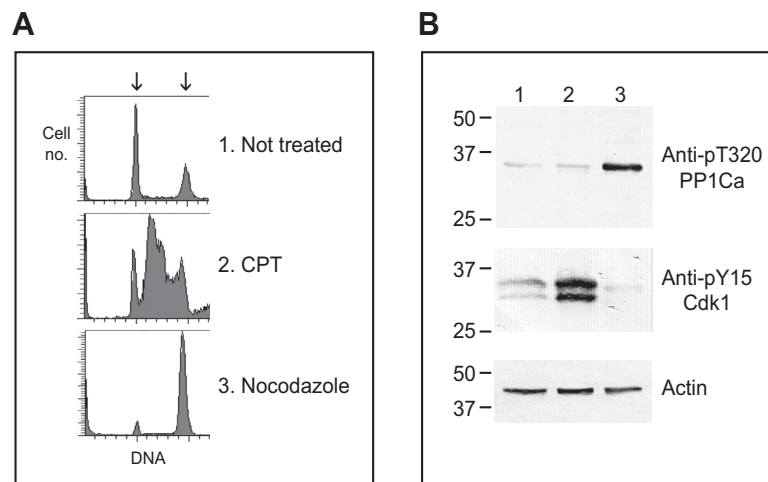 A
Cell
no.
1. Not treated
2. CPT
3. Nocodazole
DNA
B
1 2 3
50
37
25
Anti-pT320
PP1Ca
37
25
Anti-pY15
Cdk1
50
37
Actin